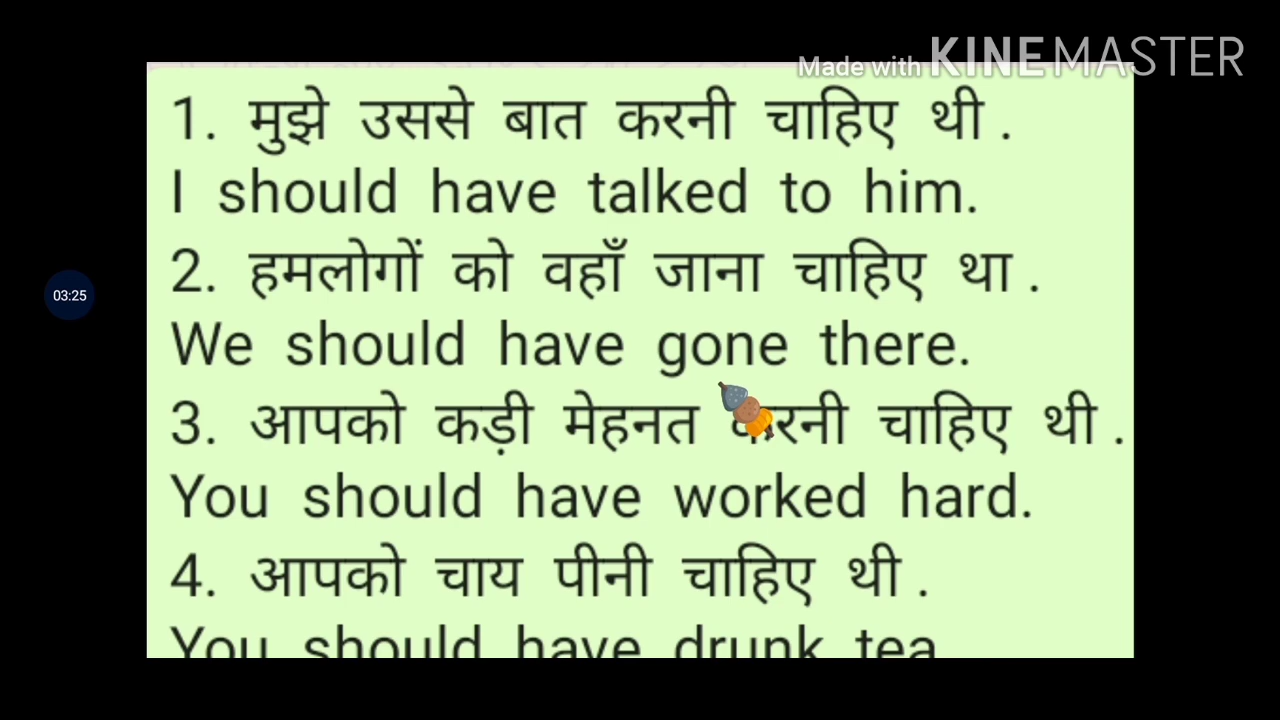 Made with KINEMASTER
1. मुझे उससे बात करनी चाहिए थी .
I should have talked to him.
2. हमलोगों को वहाँ जाना चाहिए था .
We should have gone there.
03:25
3. आपको कड़ी मेहनत करनी चाहिए थी .
You should have worked hard.
4. आपको चाय पीनी चाहिए थी .
You should have drunk tea